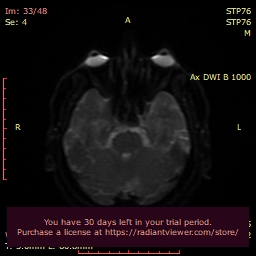 Im: 33/48
Se: 4
A
STP76
STP76
M
Ax DWI B 1000
R
L
You have 30 days left in your trial period.
Purchase a license at https://radiantviewer.com/store/